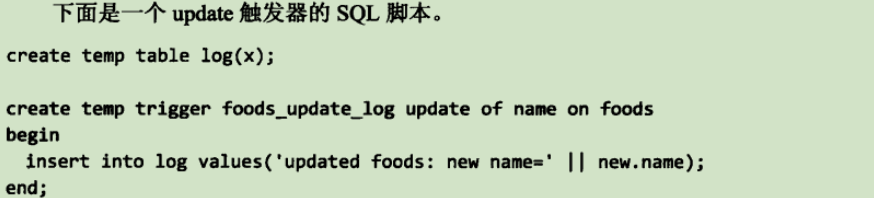 下面是一个 update 触发器的 SQL 脚本。
create temp table log(x);
create temp trigger foods_update_log update of name on foods
begin
  insert into log values('updated foods: new name=' || new.name);
end;